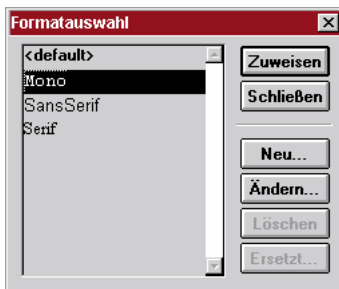 Formatauswahl
<default>
Mono
SansSerif
Serif
Zuweisen
Schließen
Neu...
Ändern...
Löschen
Ersetzt...